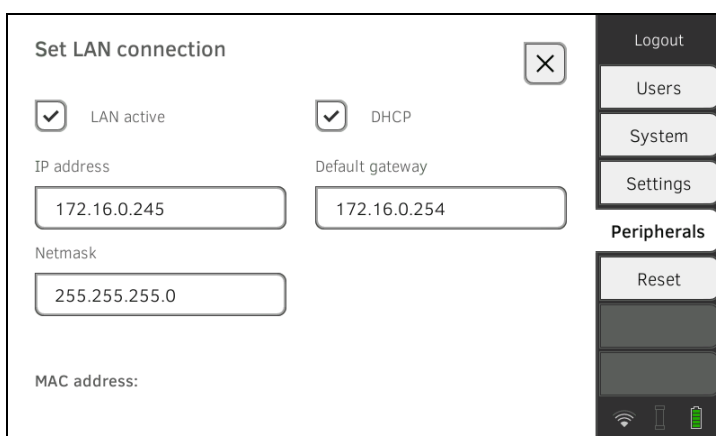 Set LAN connection
LAN active
DHCP
IP address
Default gateway
172.16.0.245
172.16.0.254
Netmask
255.255.255.0
MAC address:
Logout
Users
System
Settings
Peripherals
Reset